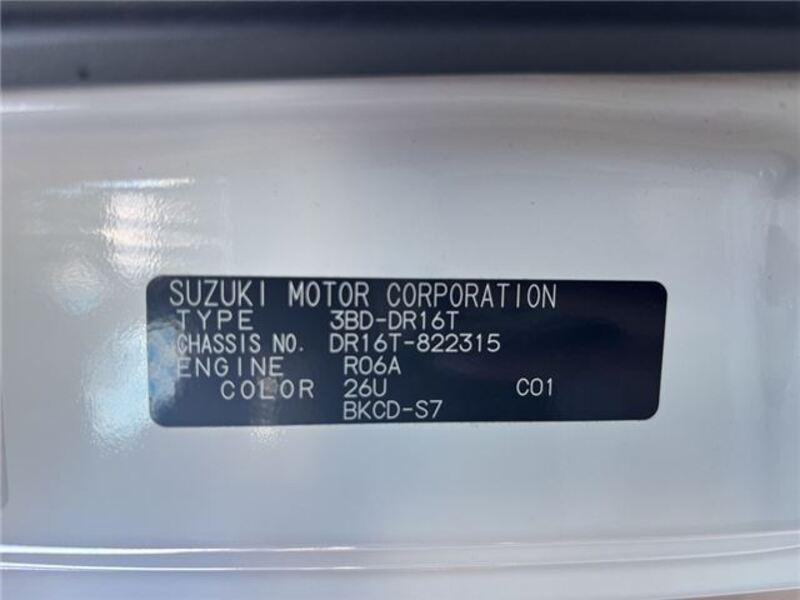 SUZUKI MOTOR CORPORATION
TYPE 3BD-DR16T
CHASSIS NO. DR16T-822315
ENGINE R06A
COLOR 26U C01
BKCD-S7